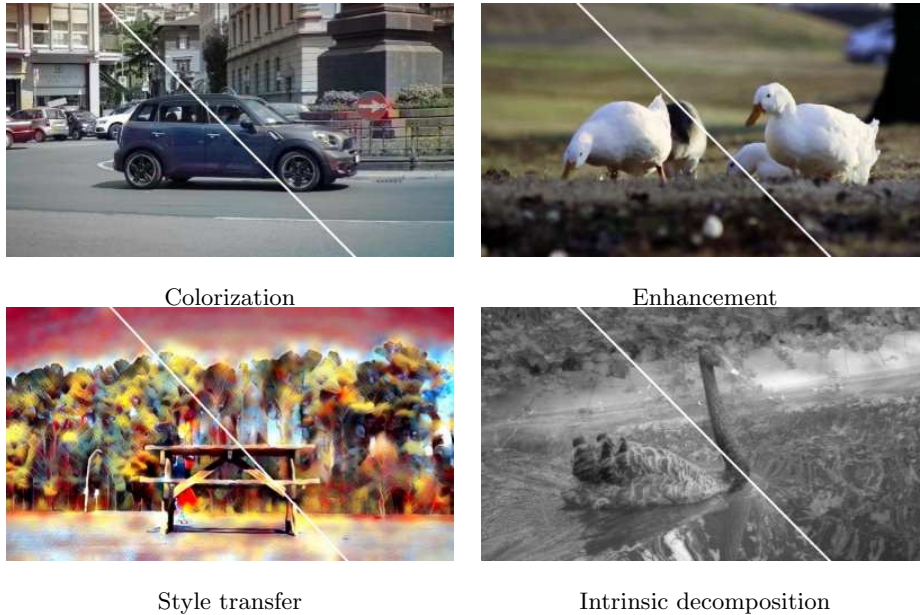 Colorization
Enhancement
Style transfer
Intrinsic decomposition